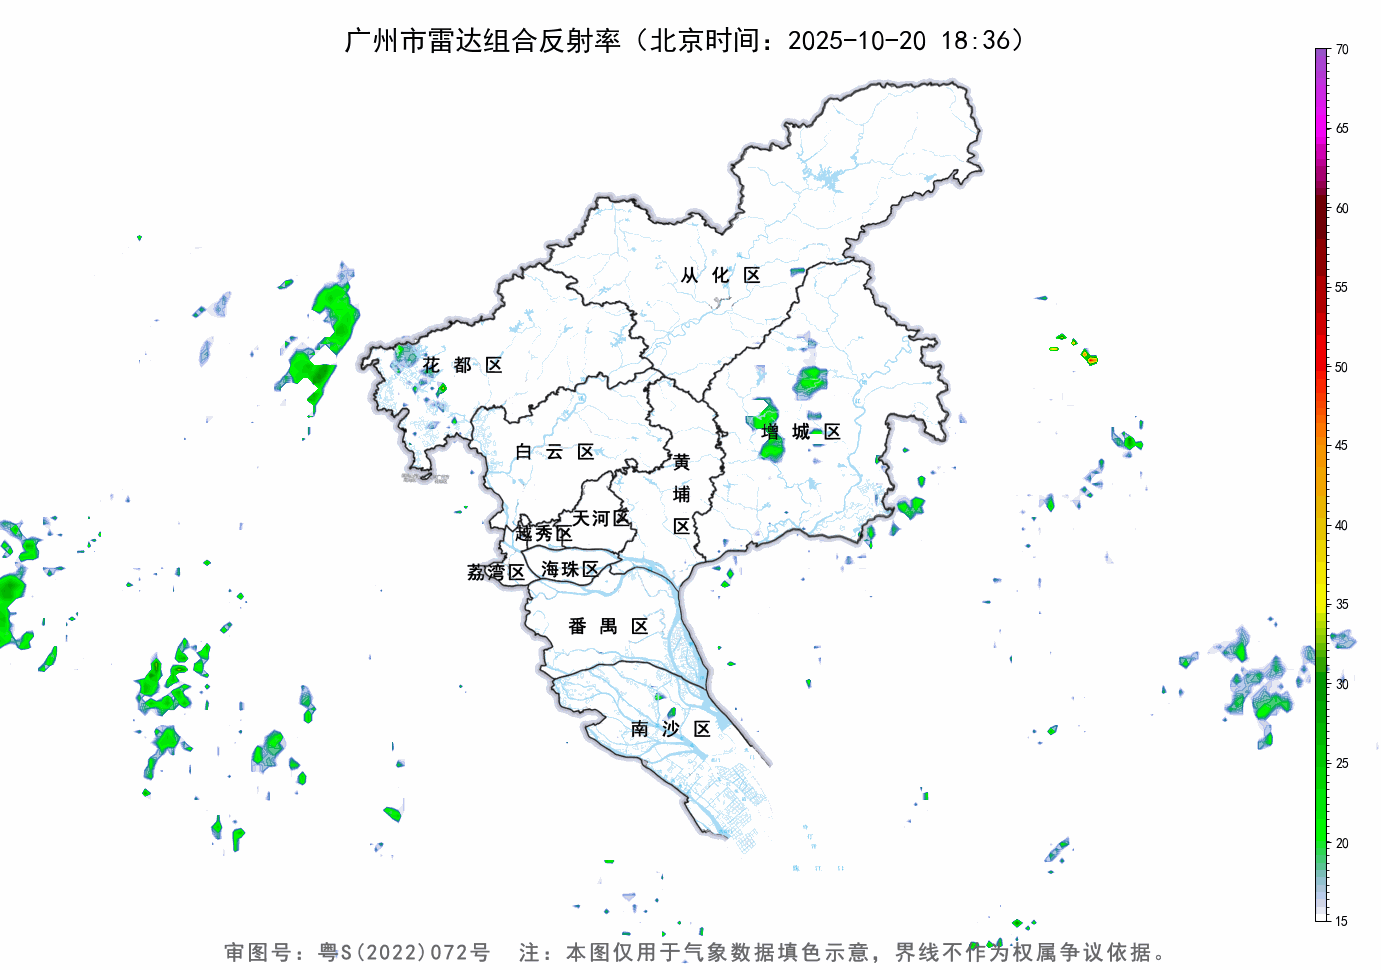 广州市雷达组合反射率（北京时间：2025-10-20 18:36）
70
65
60
55
50
45
40
35
30
25
20
15
从化区
花都区
增城区
白云区
黄埔区
天河区
越秀区
荔湾区
海珠区
番禺区
南沙区
审图号：粤S(2022)072号 注：本图仅用于气象数据填色示意，界线不作为权属争议依据。